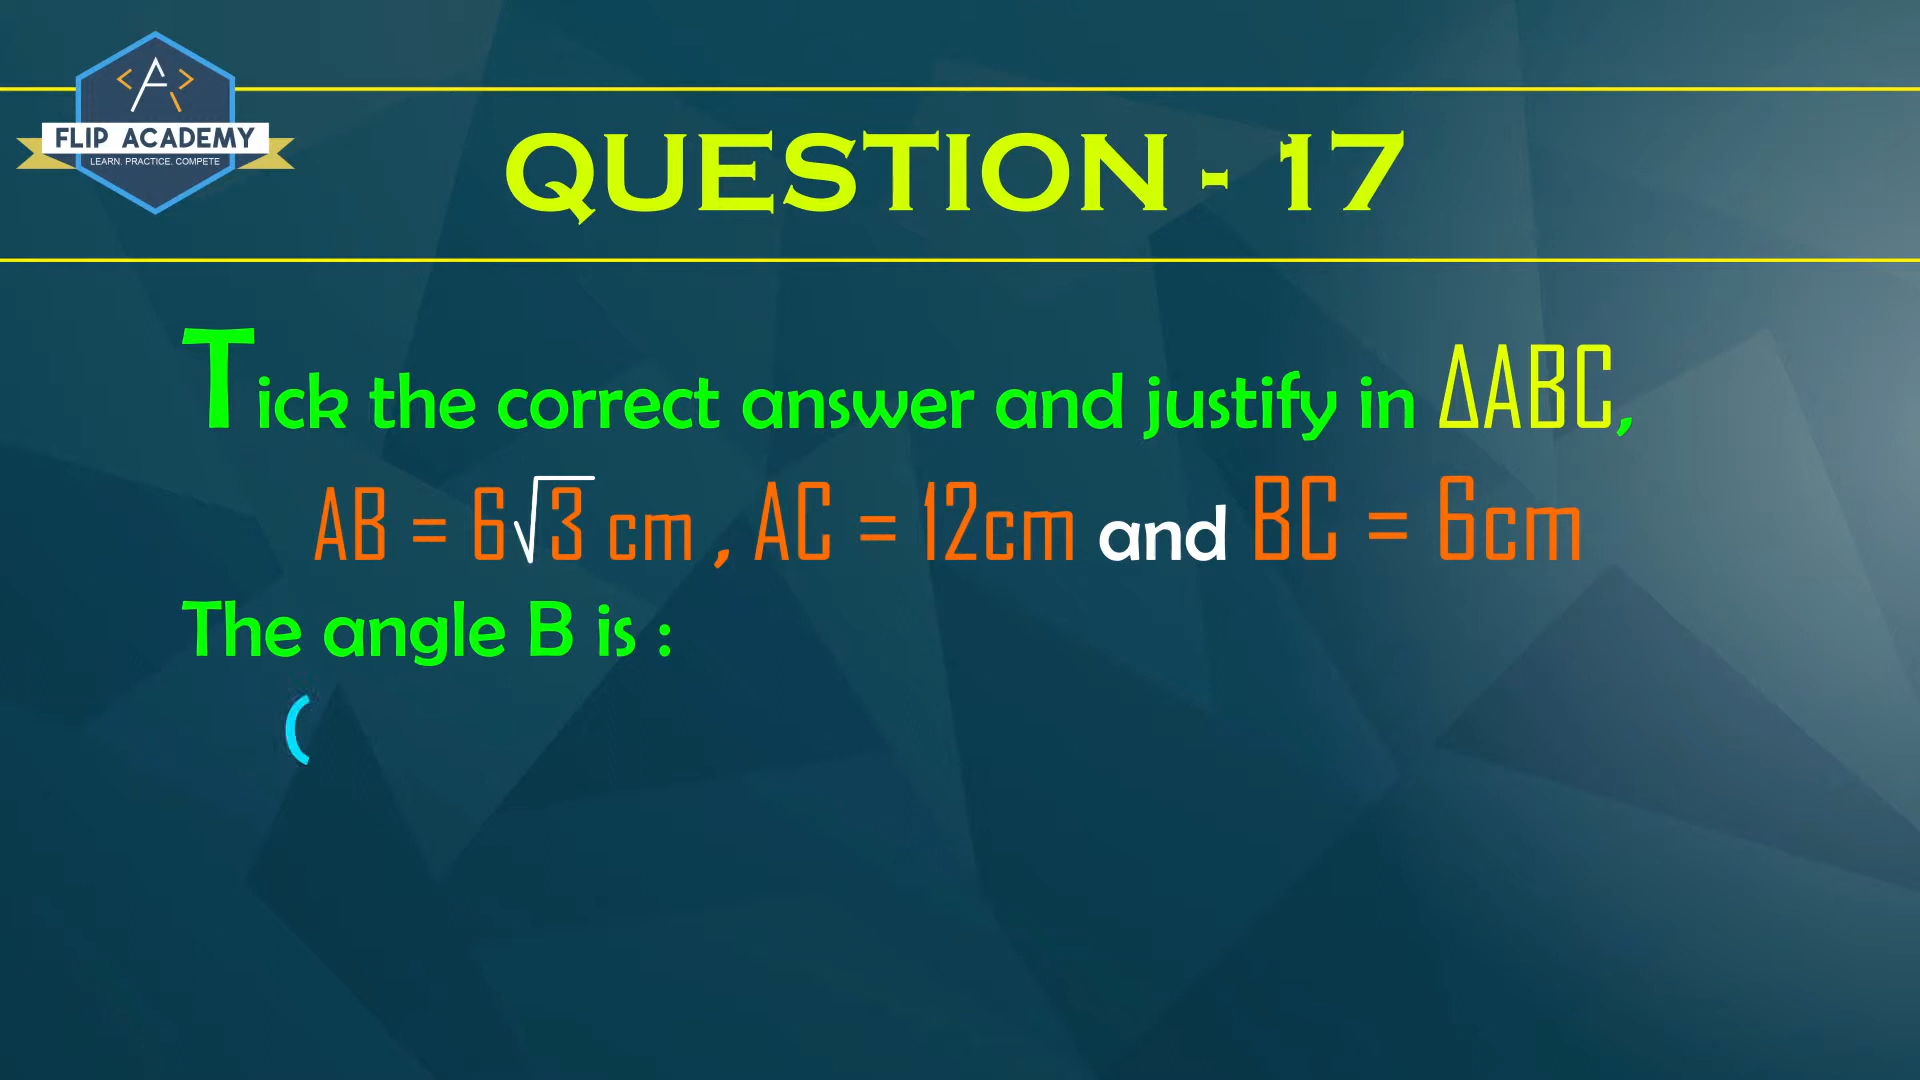 FLIP ACADEMY
LEARN. PRACTICE. COMPETE
QUESTION - 17
Tick the correct answer and justify in ΔABC,
AB = 6√3 cm , AC = 12cm and BC = 6cm
The angle B is :
(